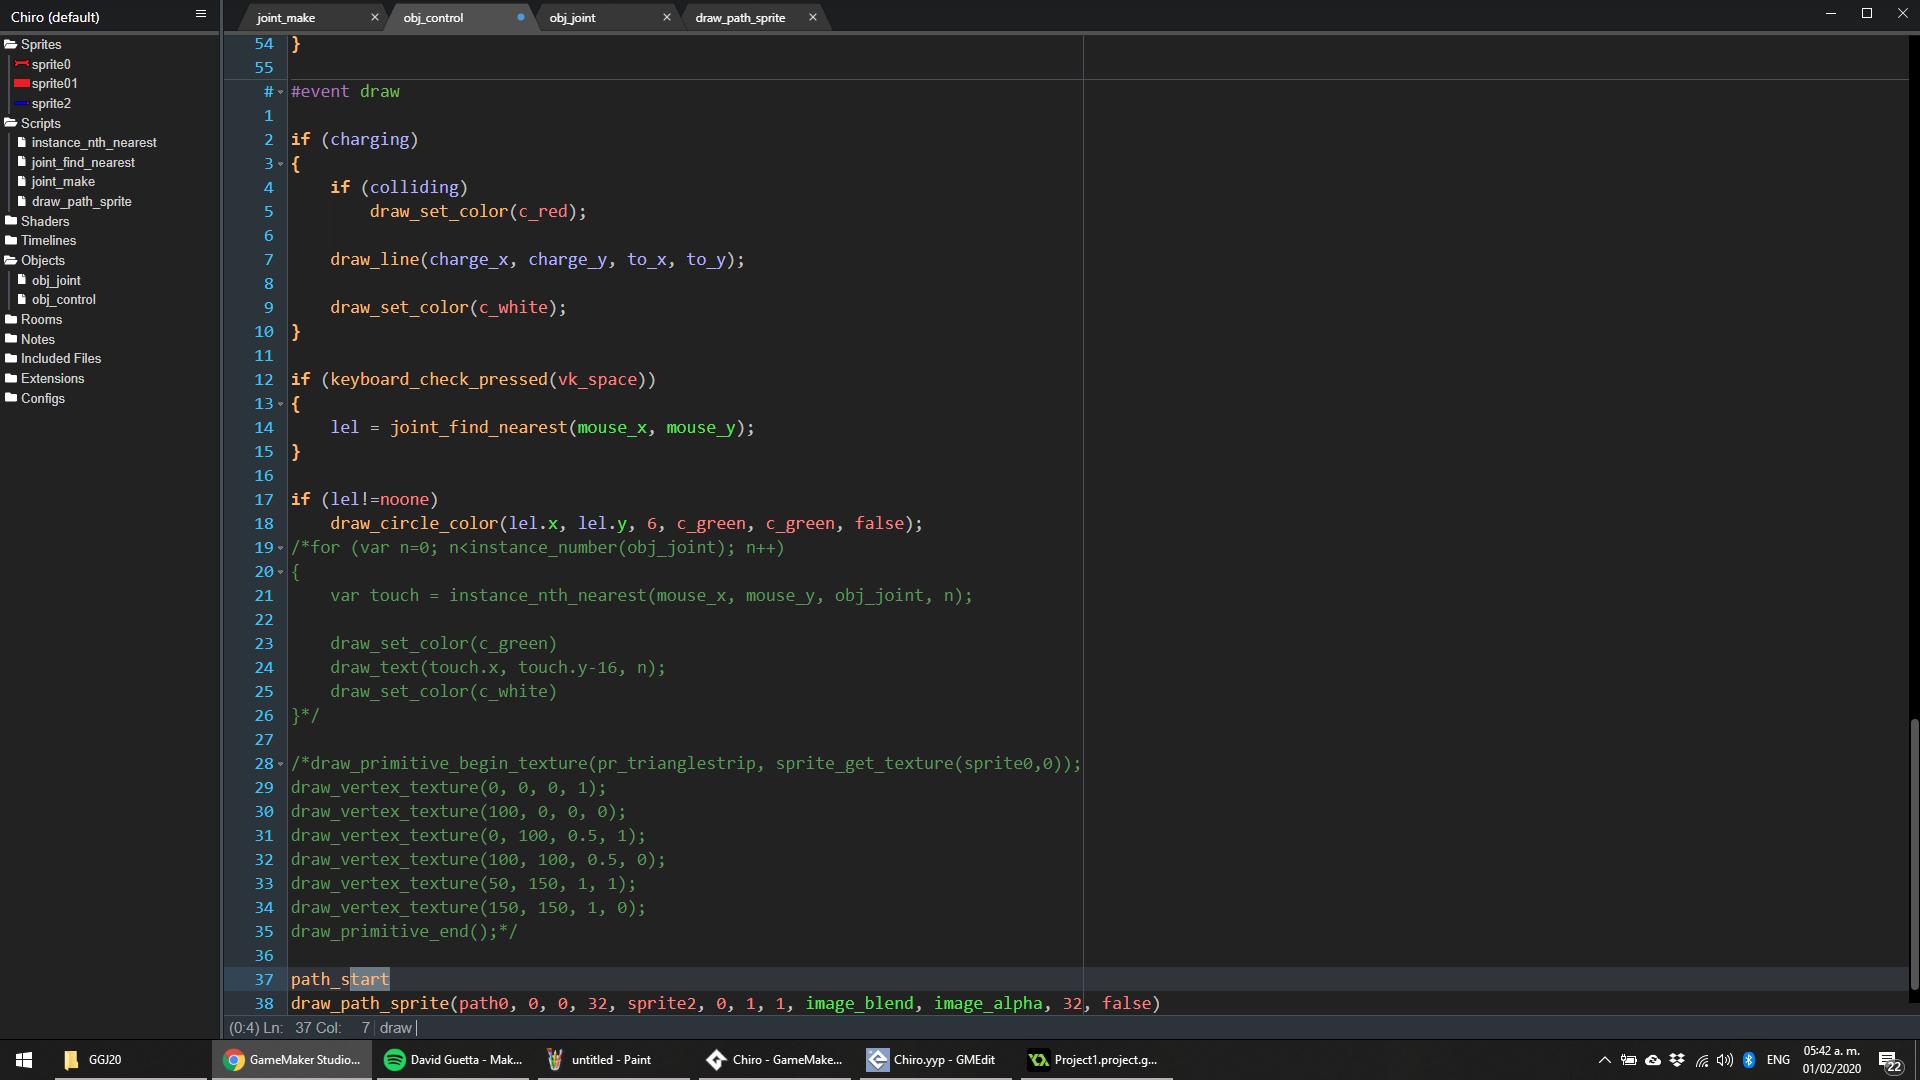 Chiro (default)
joint_make
obj_control
obj_joint
draw_path_sprite
Sprites
sprite0
sprite01
sprite2
Scripts
instance_nth_nearest
joint_find_nearest
joint_make
draw_path_sprite
Shaders
Timelines
Objects
obj_joint
obj_control
Rooms
Notes
Included Files
Extensions
Configs
54 }
55
# #event draw
1
2 if (charging)
3 {
4 if (colliding)
5 draw_set_color(c_red);
6
7 draw_line(charge_x, charge_y, to_x, to_y);
8
9 draw_set_color(c_white);
10 }
11
12 if (keyboard_check_pressed(vk_space))
13 {
14 lel = joint_find_nearest(mouse_x, mouse_y);
15 }
16
17 if (lel!=noone)
18 draw_circle_color(lel.x, lel.y, 6, c_green, c_green, false);
19 /*for (var n=0; n<instance_number(obj_joint); n++)
20 {
21 var touch = instance_nth_nearest(mouse_x, mouse_y, obj_joint, n);
22
23 draw_set_color(c_green)
24 draw_text(touch.x, touch.y-16, n);
25 draw_set_color(c_white)
26 }*/
27
28 /*draw_primitive_begin_texture(pr_trianglestrip, sprite_get_texture(sprite0,0));
29 draw_vertex_texture(0, 0, 0, 1);
30 draw_vertex_texture(100, 0, 0, 0);
31 draw_vertex_texture(0, 100, 0.5, 1);
32 draw_vertex_texture(100, 100, 0.5, 0);
33 draw_vertex_texture(50, 150, 1, 1);
34 draw_vertex_texture(150, 150, 1, 0);
35 draw_primitive_end();*/
36
37 path_start
38 draw_path_sprite(path0, 0, 0, 32, sprite2, 0, 1, 1, image_blend, image_alpha, 32, false)
(0:4) Ln: 37 Col: 7 draw
GGJ20
GameMaker Studio...
David Guetta - Mak...
untitled - Paint
Chiro - GameMake...
Chiro.yyp - GMEdit
Project1.project.g...
ENG
05:42 a. m.
01/02/2020
22